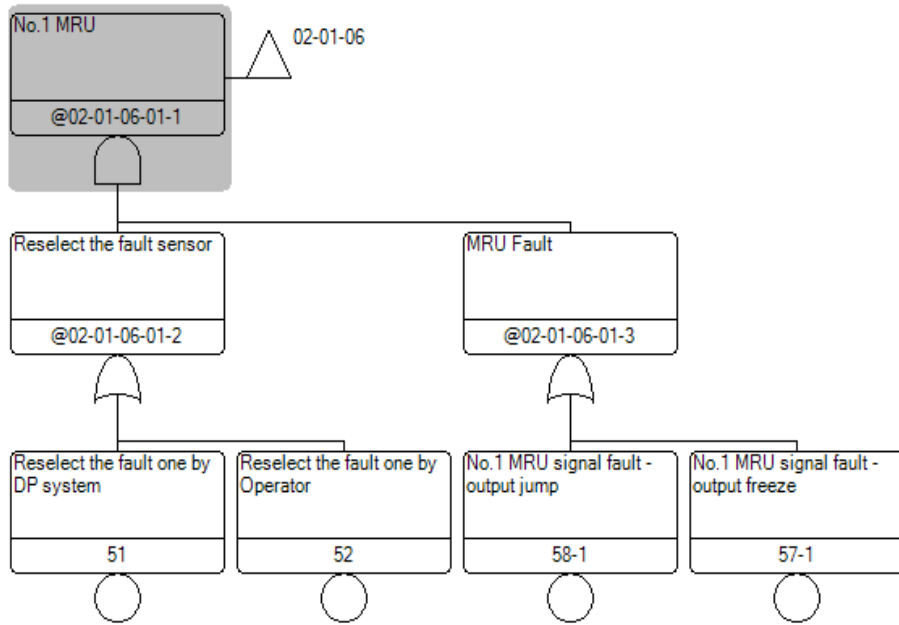 No.1 MRU
02-01-06
@02-01-06-01-1
Reselect the fault sensor
@02-01-06-01-2
MRU Fault
@02-01-06-01-3
Reselect the fault one by
DP system
51
Reselect the fault one by
Operator
52
No.1 MRU signal fault -
output jump
58-1
No.1 MRU signal fault -
output freeze
57-1